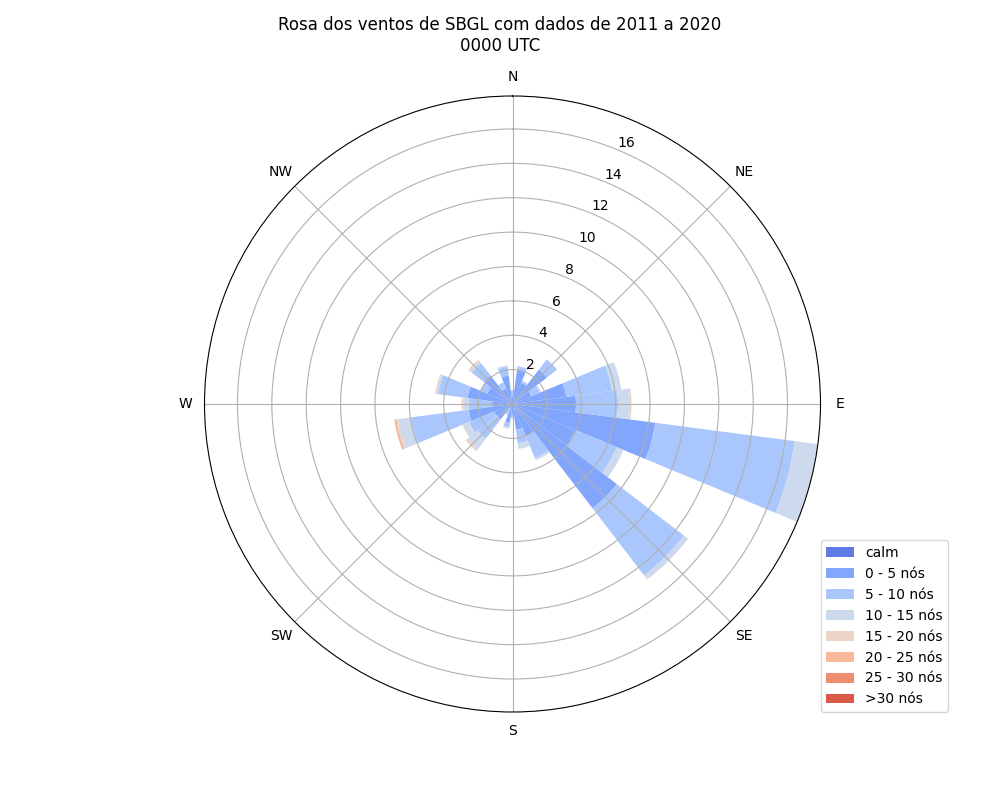 Rosa dos ventos de SBGL com dados de 2011 a 2020
0000 UTC
N
NW
NE
16
14
12
10
8
6
4
2
W
E
SW
SE
S
calm
0 - 5 nós
5 - 10 nós
10 - 15 nós
15 - 20 nós
20 - 25 nós
25 - 30 nós
>30 nós